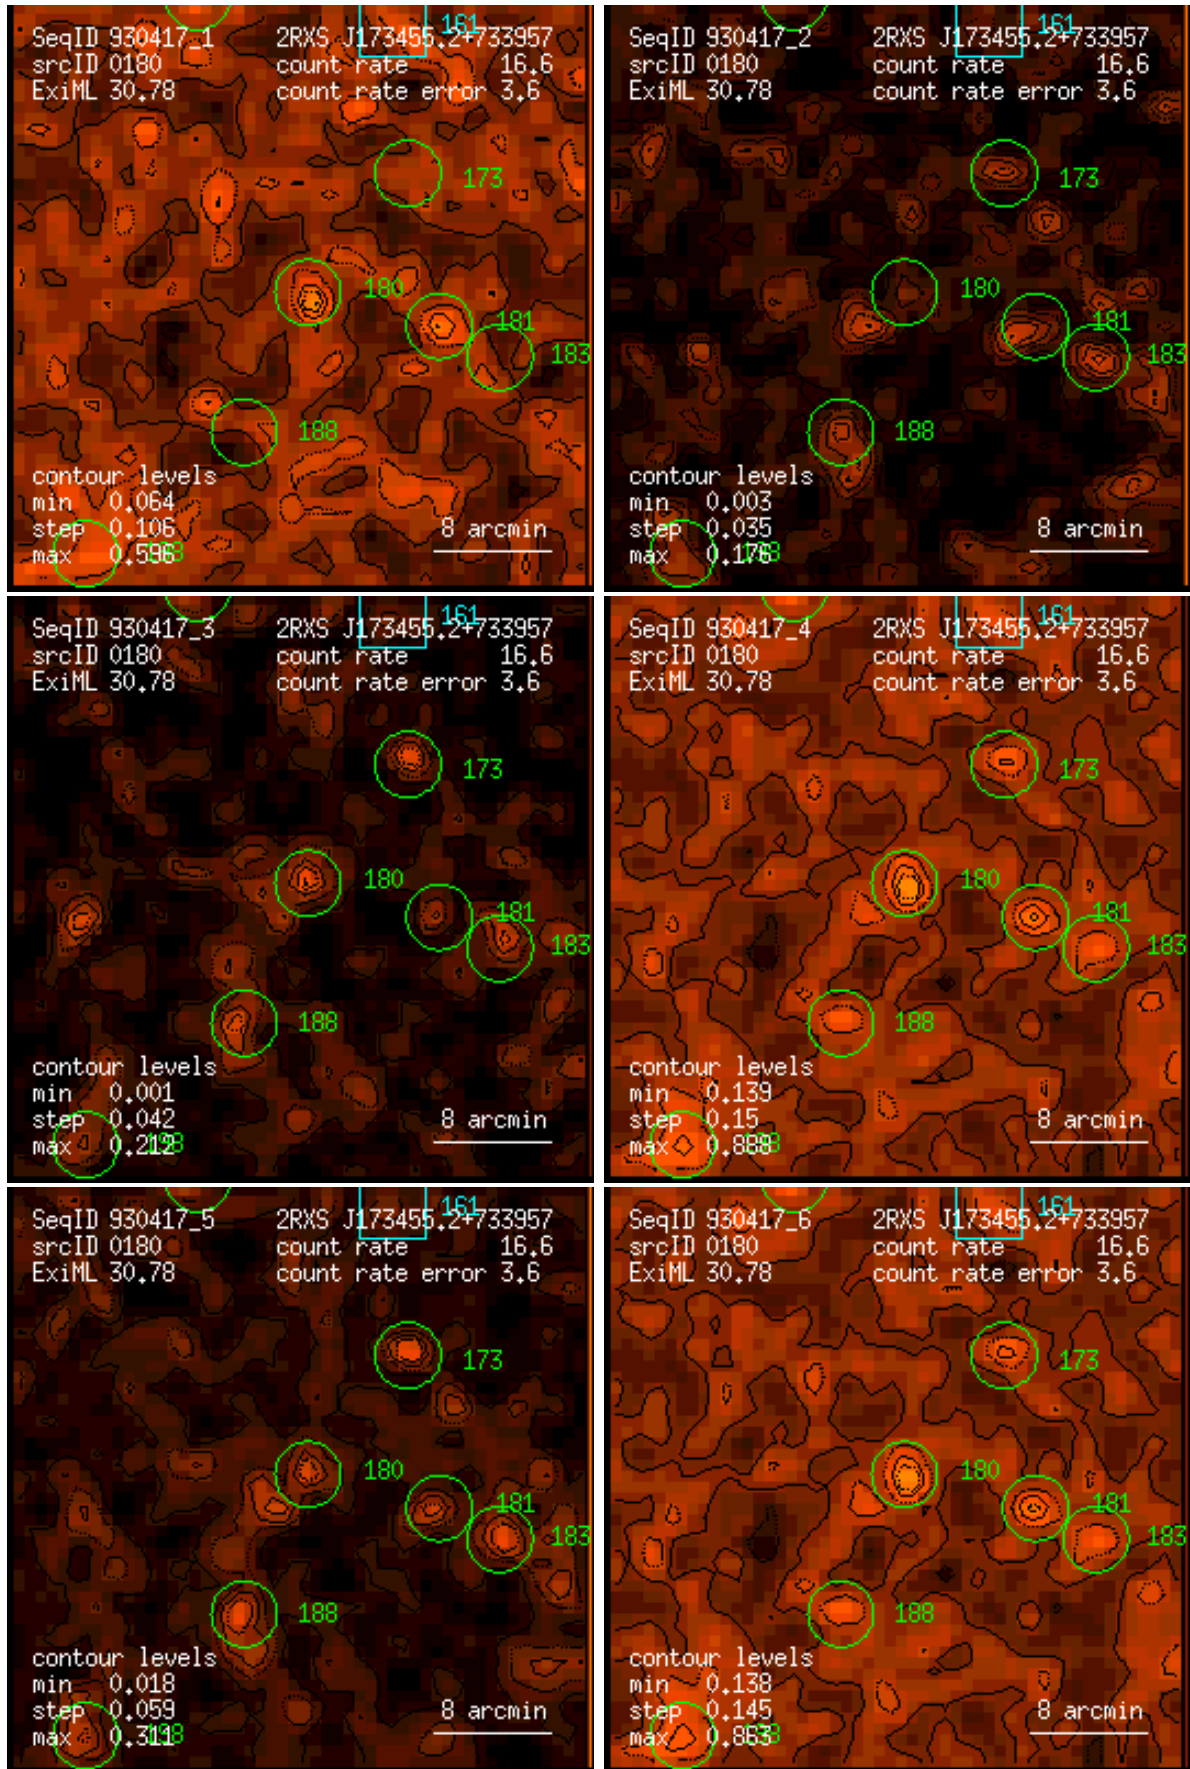 161
SeqID 930417_1 2RXS J173455.2+733957
srcID 0180 count rate 16.6
ExiML 30.78 count rate error 3.6
173
180
181
183
188
contour levels
min 0.064
step 0.106 8 arcmin
max 0.596
161
SeqID 930417_2 2RXS J173455.2+733957
srcID 0180 count rate 16.6
ExiML 30.78 count rate error 3.6
173
180
181
183
188
contour levels
min 0.003
step 0.035 8 arcmin
max 0.176
161
SeqID 930417_3 2RXS J173455.2+733957
srcID 0180 count rate 16.6
ExiML 30.78 count rate error 3.6
173
180
181
183
188
contour levels
min 0.001
step 0.042 8 arcmin
max 0.212
161
SeqID 930417_4 2RXS J173455.2+733957
srcID 0180 count rate 16.6
ExiML 30.78 count rate error 3.6
173
180
181
183
188
contour levels
min 0.139
step 0.15 8 arcmin
max 0.888
161
SeqID 930417_5 2RXS J173455.2+733957
srcID 0180 count rate 16.6
ExiML 30.78 count rate error 3.6
173
180
181
183
188
contour levels
min 0.018
step 0.059 8 arcmin
max 0.311
161
SeqID 930417_6 2RXS J173455.2+733957
srcID 0180 count rate 16.6
ExiML 30.78 count rate error 3.6
173
180
181
183
188
contour levels
min 0.138
step 0.145 8 arcmin
max 0.863